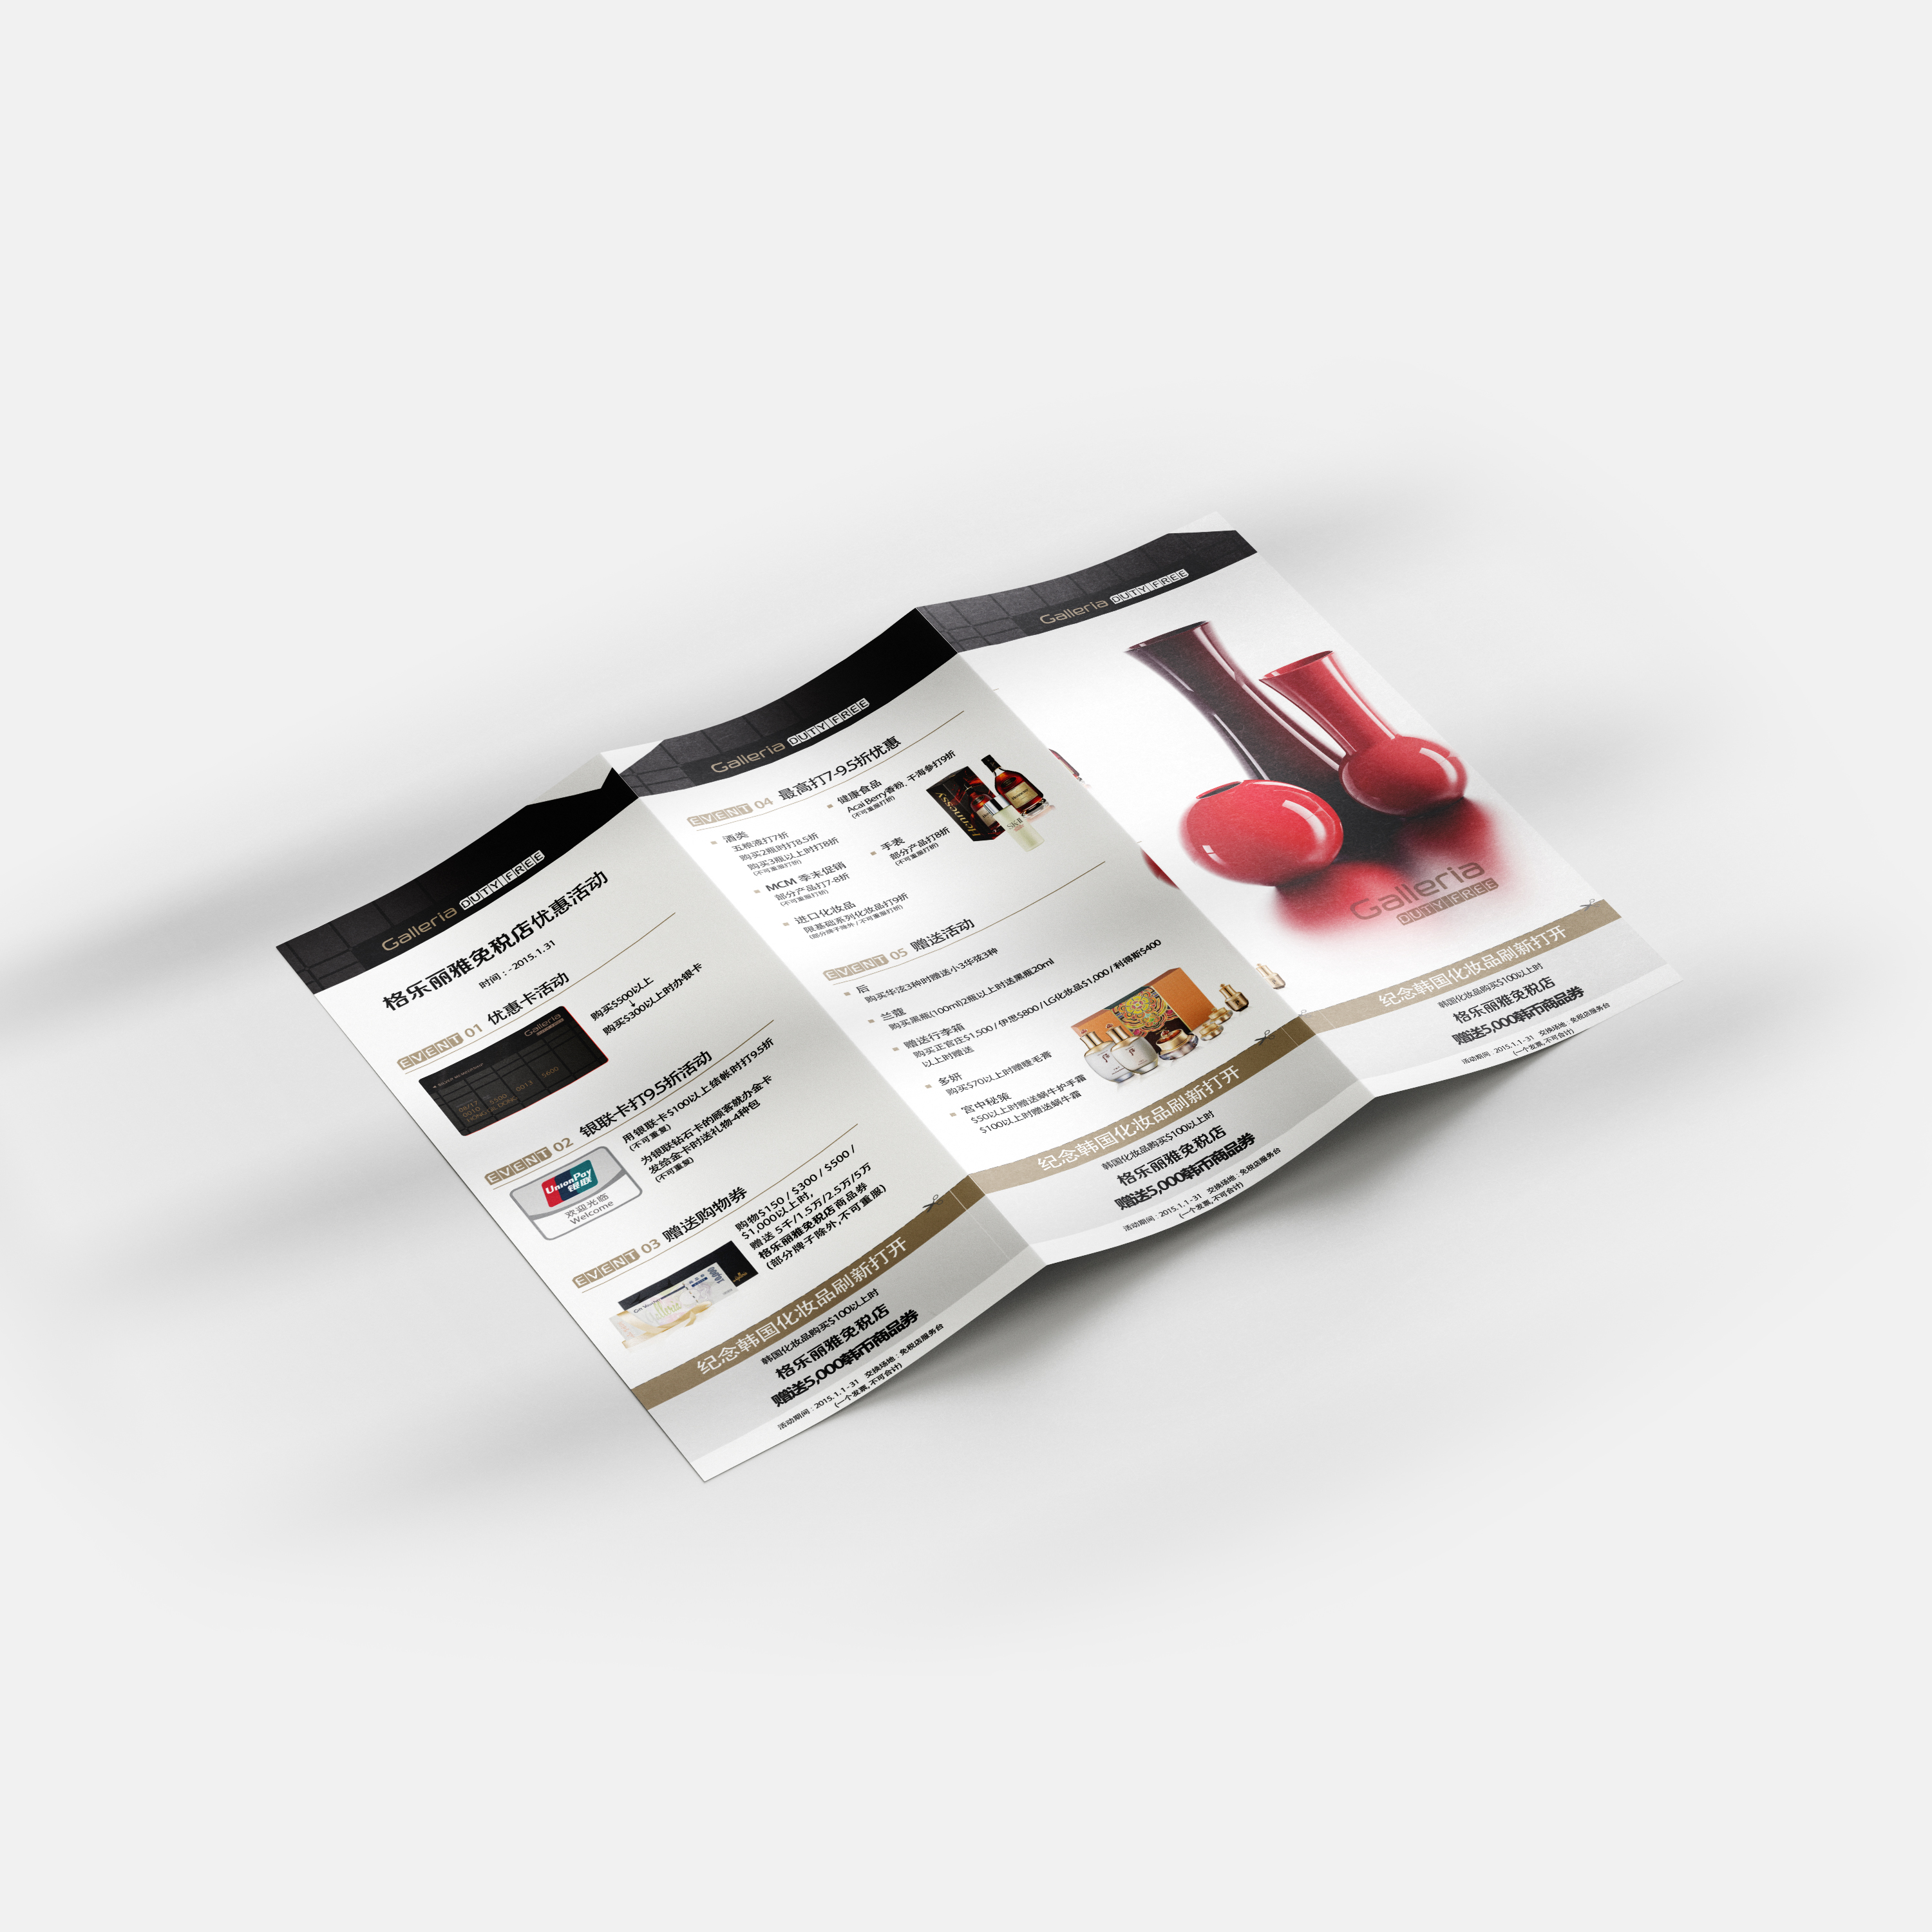 Galleria DUTY FREE
格乐丽雅免税店优惠活动
时间 : -2015.1.31
EVENT 01 优惠卡活动
购买$500以上
↓
购买$300以上时办银卡
Galleria
EVENT 02 银联卡打9.5折活动
用银联卡$100以上结帐时打9.5折
(不可重复)
为银联钻石卡的顾客就办金卡
发给金卡时送礼物-4种包
(不可重复)
UnionPay
银联
欢迎光临
Welcome
EVENT 03 赠送购物券
购物$150 / $300 / $500 /
$1,000以上时,
赠送 5千/1.5万/2.5万/5万
格乐丽雅免税店商品券
(部分牌子除外,不可重服)
纪念韩国化妆品刷新打开
韩国化妆品购买$100以上时
格乐丽雅免税店
赠送5,000韩币商品券
活动期间 : 2015.1.1-31 交换场地 : 免税店服务台
(一个发票,不可合计)
Galleria DUTY FREE
EVENT 04 最高打7-9.5折优惠
酒类
五粮液打7折
购买2瓶时打8.5折
购买3瓶以上时打8折
(不可重服打折)
MCM 季末促销
部分产品打7-8折
(不可重服打折)
进口化妆品
限基础系列化妆品打9折
(部分牌子除外 / 不可重服打折)
健康食品
Acai Berry香粉, 干海参打9折
(不可重服打折)
手表
部分产品打8折
(不可重服打折)
Hennessy
EVENT 05 赠送活动
后
购买华泫3种时赠送小3华弦3种
兰蔻
购买黑瓶(100ml)2瓶以上时送黑瓶20ml
赠送行李箱
购买正官庄$1,500 / 伊思$800 / LG化妆品$1,000 / 利得斯$400
以上时赠送
多妍
购买$70以上时赠睫毛膏
宫中秘策
$50以上时赠送蜗牛护手霜
$100以上时赠送蜗牛霜
纪念韩国化妆品刷新打开
韩国化妆品购买$100以上时
格乐丽雅免税店
赠送5,000韩币商品券
活动期间 : 2015.1.1-31 交换场地 : 免税店服务台
(一个发票,不可合计)
Galleria DUTY FREE
Galleria
DUTY FREE
纪念韩国化妆品刷新打开
韩国化妆品购买$100以上时
格乐丽雅免税店
赠送5,000韩币商品券
活动期间 : 2015.1.1-31 交换场地 : 免税店服务台
(一个发票,不可合计)